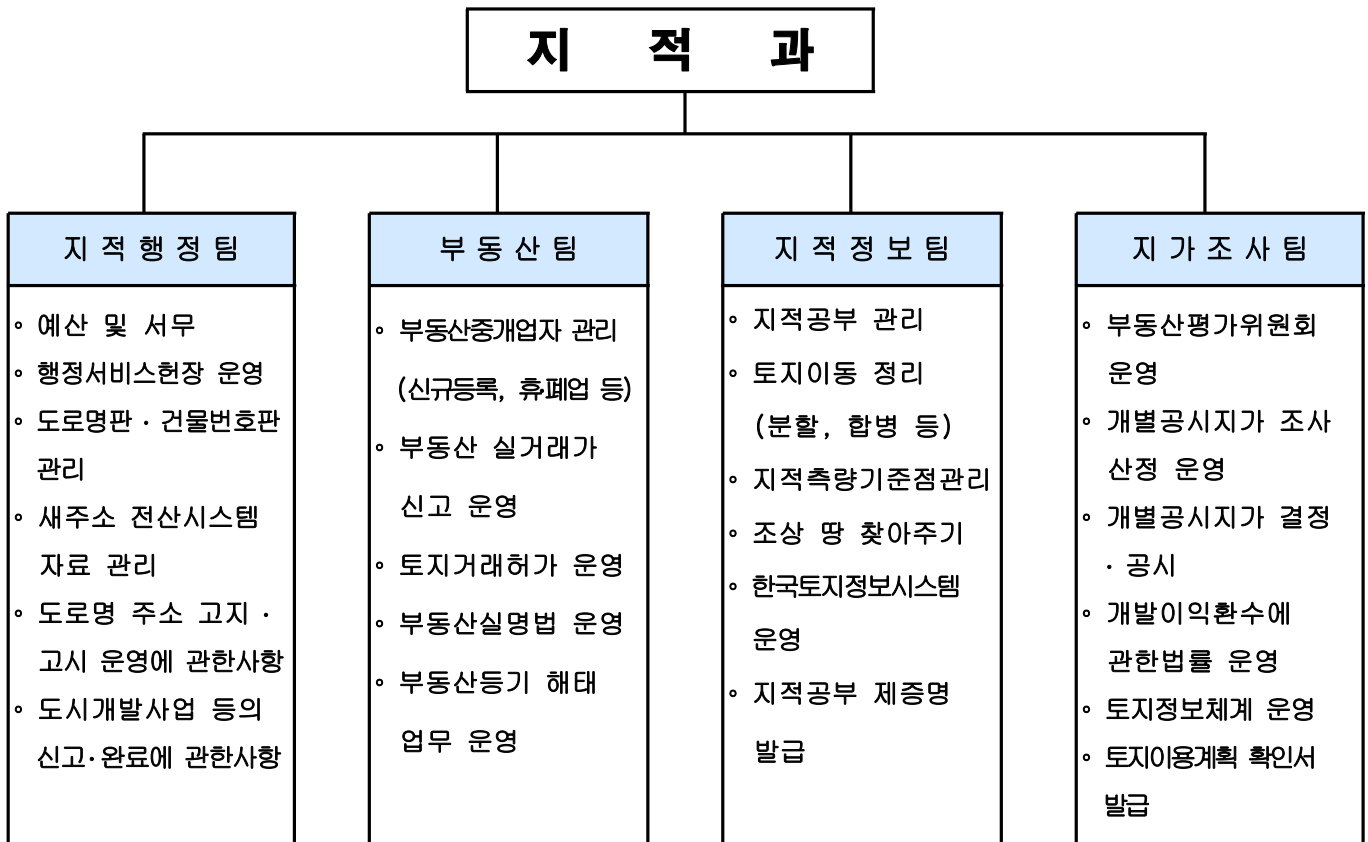 지 적 과
지적행정팀
◦ 예산 및 서무
◦ 행정서비스헌장 운영
◦ 도로명판·건물번호판
관리
◦ 새주소 전산시스템
자료 관리
◦ 도로명 주소 고지·
고시 운영에 관한사항
◦ 도시개발사업 등의
신고·완료에 관한사항
부동산팀
◦ 부동산중개업자 관리
(신규등록, 휴폐업 등)
◦ 부동산 실거래가
신고 운영
◦ 토지거래허가 운영
◦ 부동산실명법 운영
◦ 부동산등기 해태
업무 운영
지적정보팀
◦ 지적공부 관리
◦ 토지이동 정리
(분할, 합병 등)
◦ 지적측량기준점관리
◦ 조상 땅 찾아주기
◦ 한국토지정보시스템
운영
◦ 지적공부 제증명
발급
지가조사팀
◦ 부동산평가위원회
운영
◦ 개별공시지가 조사
산정 운영
◦ 개별공시지가 결정
·공시
◦ 개발이익환수에
관한법률 운영
◦ 토지정보체계 운영
◦ 토지이용계획 확인서
발급